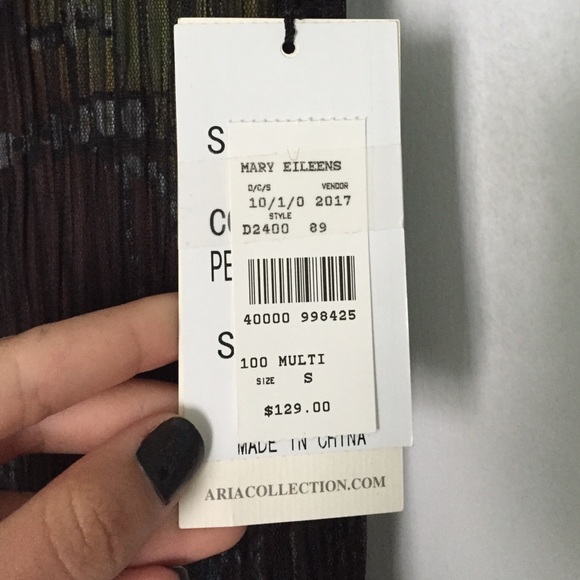 S
MARY EILEENS
D/C/S VENDOR
10/1/0 2017
STYLE
D2400 89
PE
40000 998425
S
100 MULTI
SIZE S
$129.00
MADE IN CHINA
ARIACOLLECTION.COM